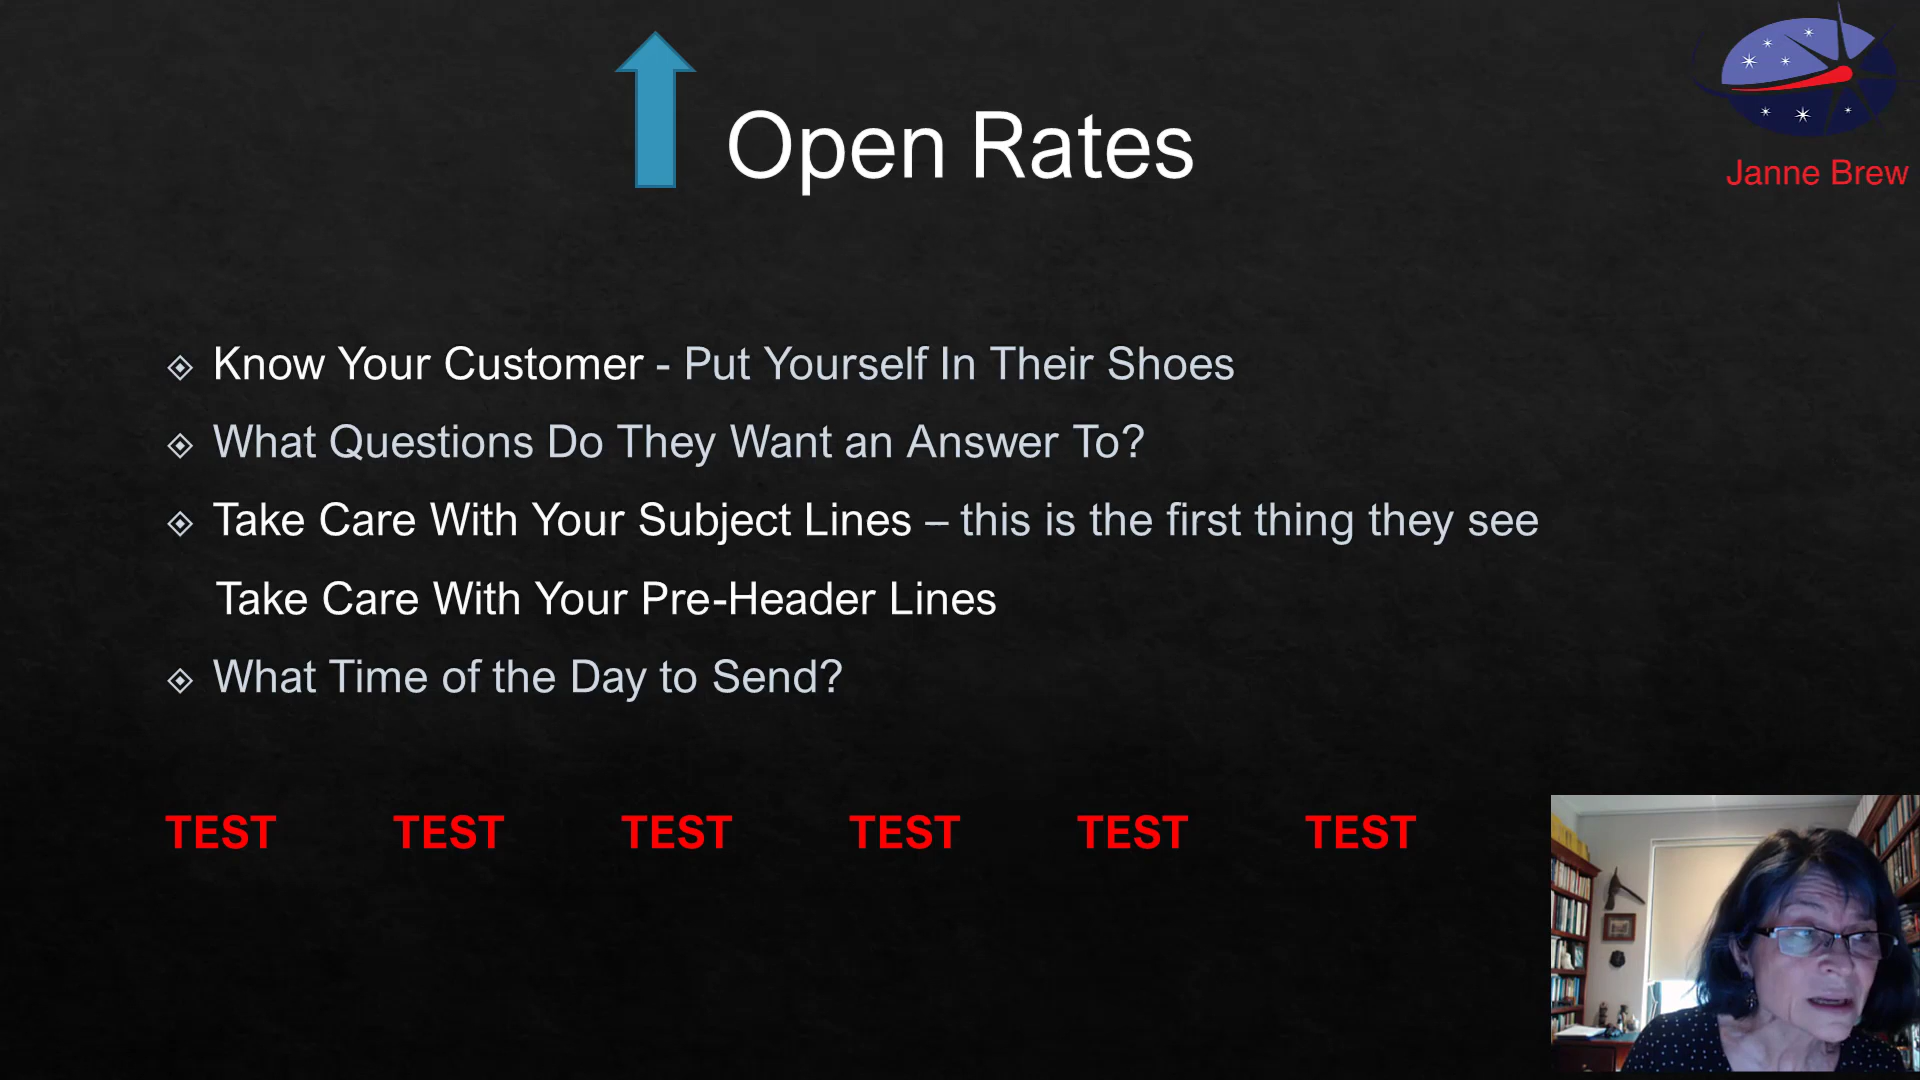 Open Rates
Janne Brew
Know Your Customer - Put Yourself In Their Shoes
What Questions Do They Want an Answer To?
Take Care With Your Subject Lines – this is the first thing they see
Take Care With Your Pre-Header Lines
What Time of the Day to Send?
TEST TEST TEST TEST TEST TEST